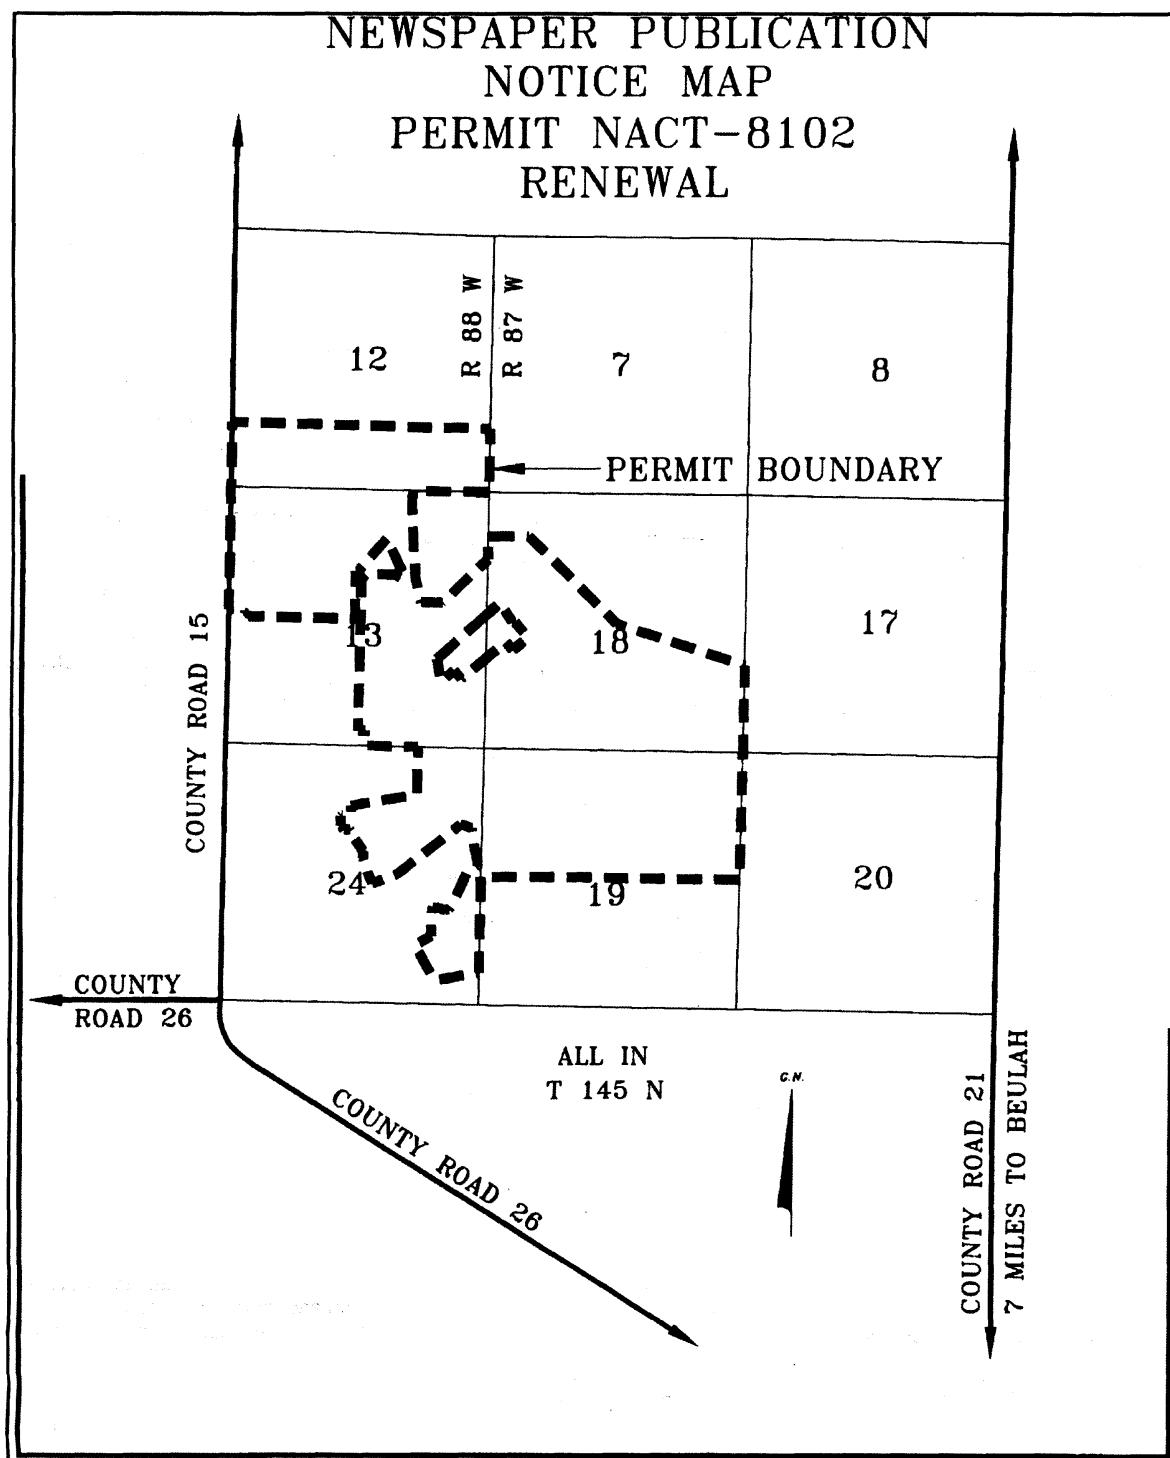 NEWSPAPER PUBLICATION
NOTICE MAP
PERMIT NACT-8102
RENEWAL
R 88 W
R 87 W
12
7
8
PERMIT BOUNDARY
13
18
17
COUNTY ROAD 15
24
19
20
COUNTY
ROAD 26
ALL IN
T 145 N
G.N.
COUNTY ROAD 26
COUNTY ROAD 21
7 MILES TO BEULAH